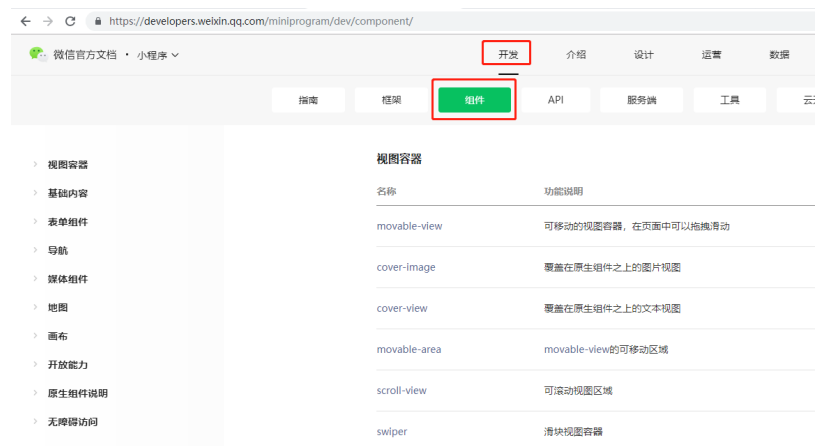 https://developers.weixin.qq.com/miniprogram/dev/component/
微信官方文档 · 小程序
开发 介绍 设计 运营 数据
指南 框架 组件 API 服务端 工具
视图容器
基础内容
表单组件
导航
媒体组件
地图
画布
开放能力
原生组件说明
无障碍访问
视图容器
名称 功能说明
movable-view 可移动的视图容器，在页面中可以拖拽滑动
cover-image 覆盖在原生组件之上的图片视图
cover-view 覆盖在原生组件之上的文本视图
movable-area movable-view的可移动区域
scroll-view 可滚动视图区域
swiper 滑块视图容器